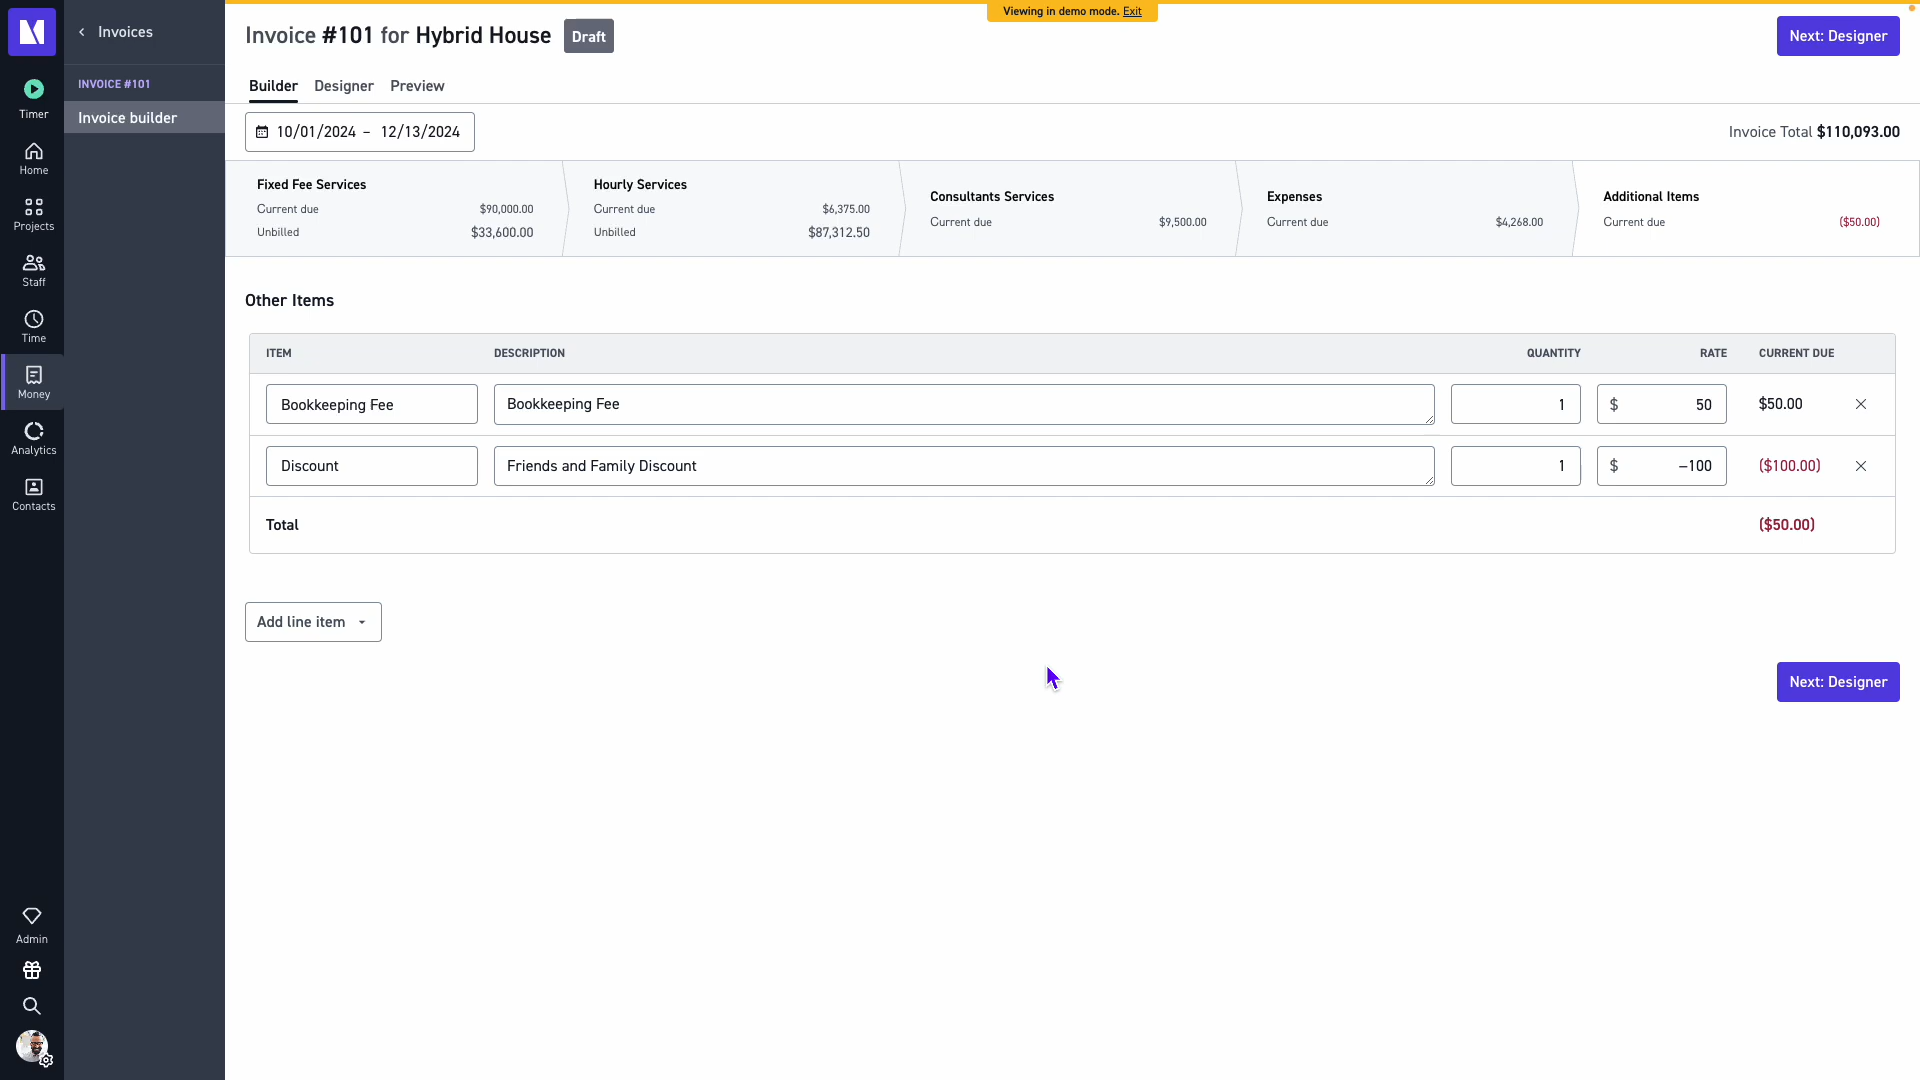 Viewing in demo mode. Exit
Invoices
Invoice #101 for Hybrid House
Draft
Next: Designer
INVOICE #101
Invoice builder
Timer
Home
Projects
Staff
Time
Money
Analytics
Contacts
Admin
Builder
Designer
Preview
10/01/2024 – 12/13/2024
Invoice Total $110,093.00
Fixed Fee Services
Current due $90,000.00
Unbilled $33,600.00
Hourly Services
Current due $6,375.00
Unbilled $87,312.50
Consultants Services
Current due $9,500.00
Expenses
Current due $4,268.00
Additional Items
Current due ($50.00)
Other Items
ITEM DESCRIPTION QUANTITY RATE CURRENT DUE
Bookkeeping Fee Bookkeeping Fee 1 $ 50 $50.00
Discount Friends and Family Discount 1 $ –100 ($100.00)
Total ($50.00)
Add line item
Next: Designer